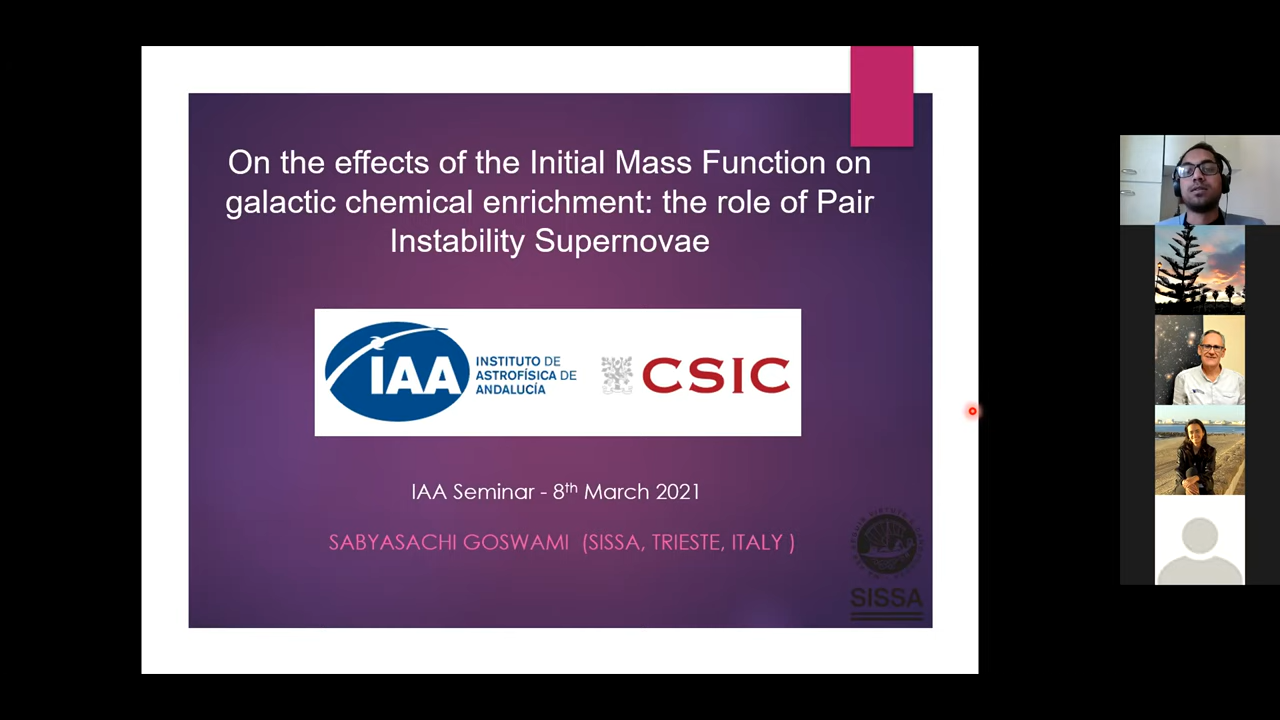 On the effects of the Initial Mass Function on
galactic chemical enrichment: the role of Pair
Instability Supernovae
IAA
INSTITUTO DE
ASTROFÍSICA DE
ANDALUCÍA
CSIC
IAA Seminar - 8th March 2021
SABYASACHI GOSWAMI (SISSA, TRIESTE, ITALY )
SISSA